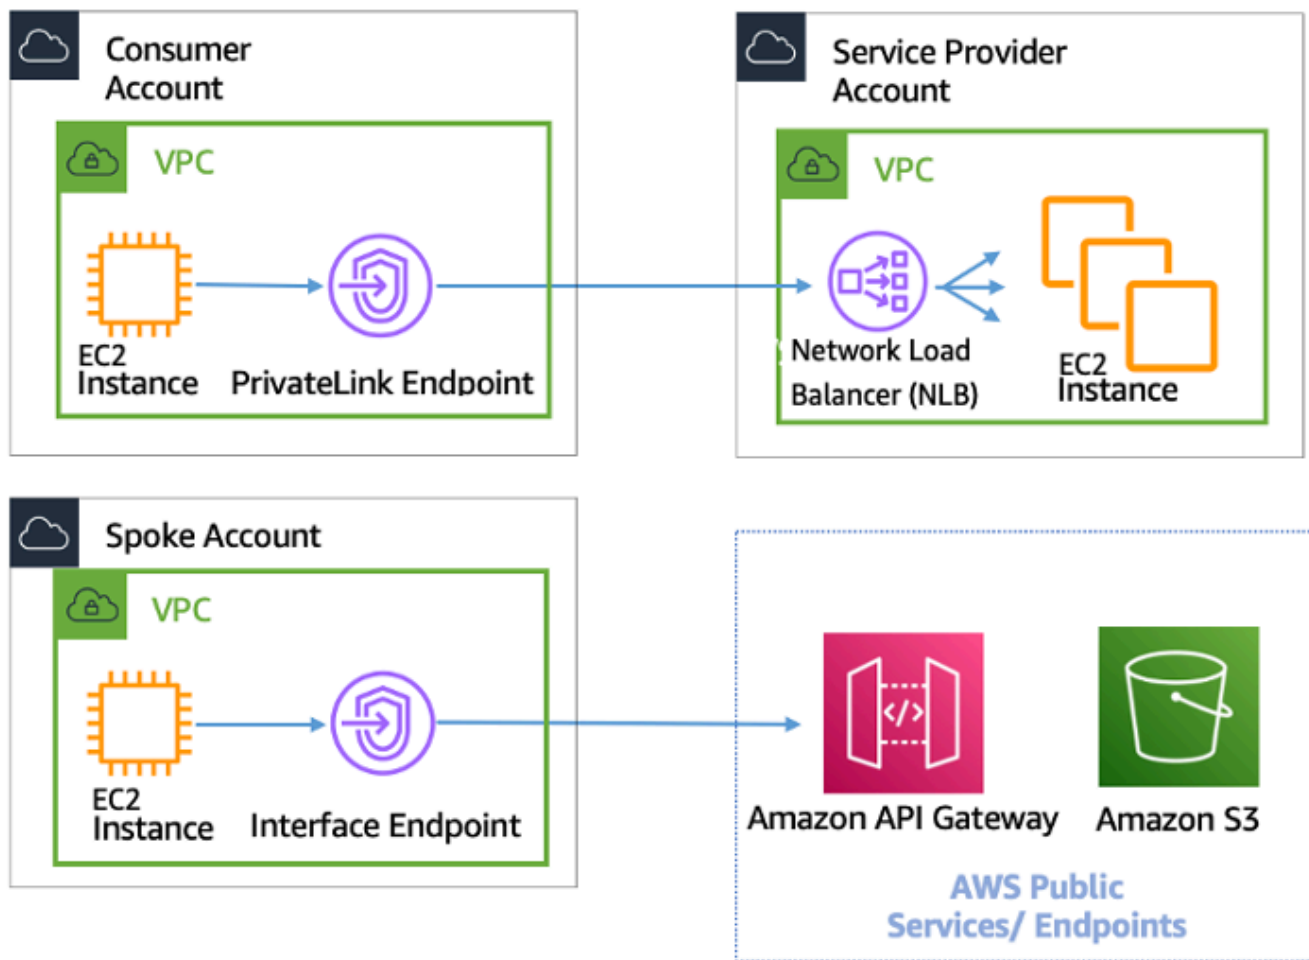 Consumer
Account
VPC
EC2
Instance
PrivateLink Endpoint
Service Provider
Account
VPC
Network Load
Balancer (NLB)
EC2
Instance
Spoke Account
VPC
EC2
Instance
Interface Endpoint
Amazon API Gateway
Amazon S3
AWS Public
Services/ Endpoints